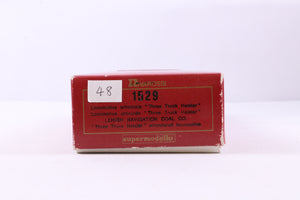 Rivarossi
48
1529
Locomotiva articolata "Three Truck Heisler"
Locomotive articulée "Three Truck Heisler"
LEHIGH NAVIGATION COAL CO.
"Three Truck Heisler" articulated locomotive
supermodello